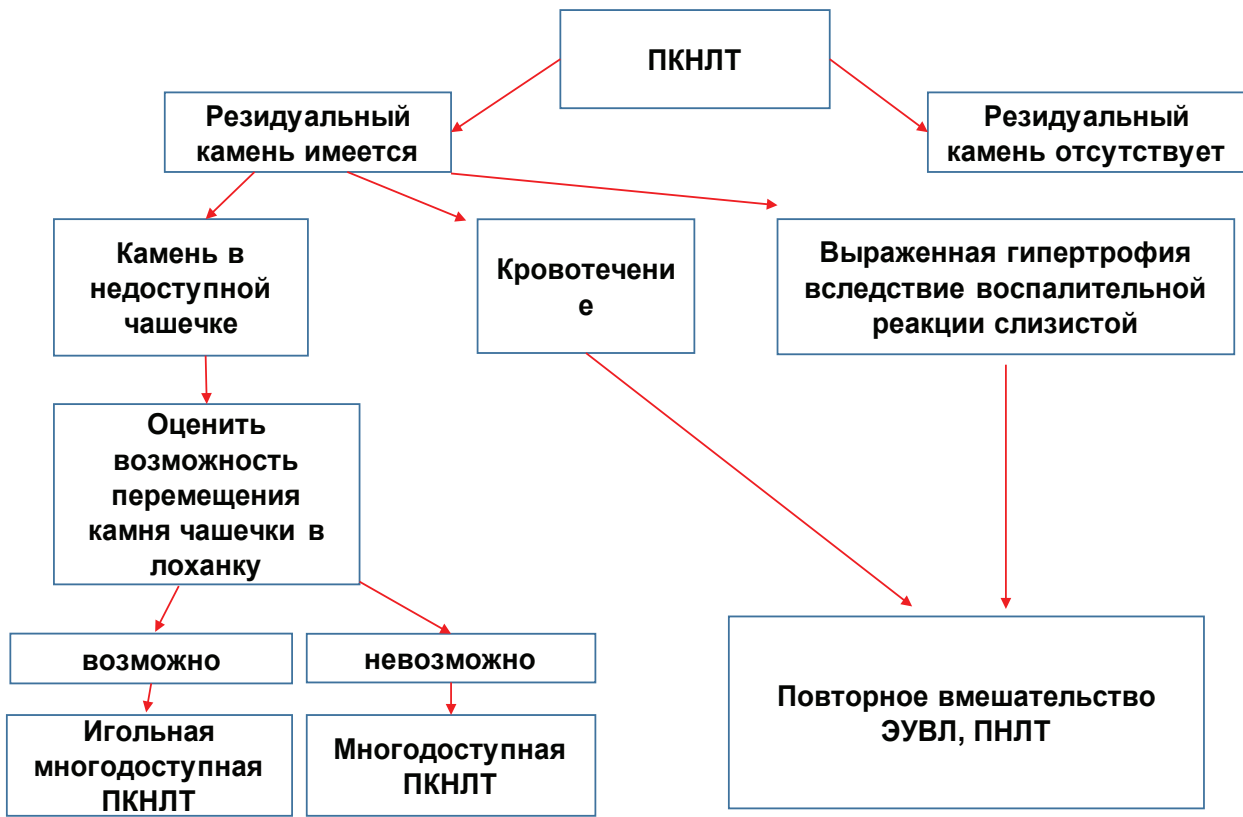 ПКНЛТ
Резидуальный
камень имеется
Резидуальный
камень отсутствует
Камень в
недоступной
чашечке
Кровотечени
е
Выраженная гипертрофия
вследствие воспалительной
реакции слизистой
Оценить
возможность
перемещения
камня чашечки в
лоханку
возможно
невозможно
Игольная
многодоступная
ПКНЛТ
Многодоступная
ПКНЛТ
Повторное вмешательство
ЭУВЛ, ПНЛТ